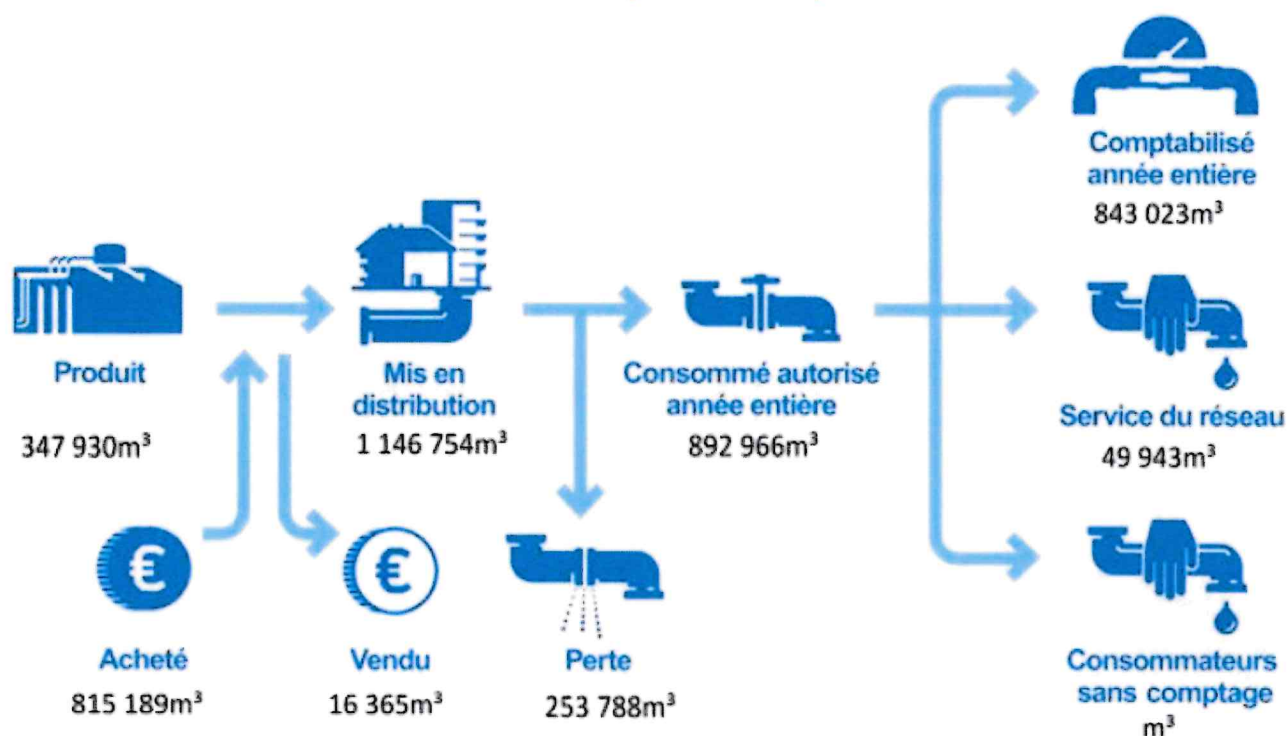 Comptabilisé
année entière
843 023m³
Produit
347 930m³
Mis en
distribution
1 146 754m³
Consommé autorisé
année entière
892 966m³
Service du réseau
49 943m³
€
Acheté
815 189m³
€
Vendu
16 365m³
Perte
253 788m³
Consommateurs
sans comptage
m³